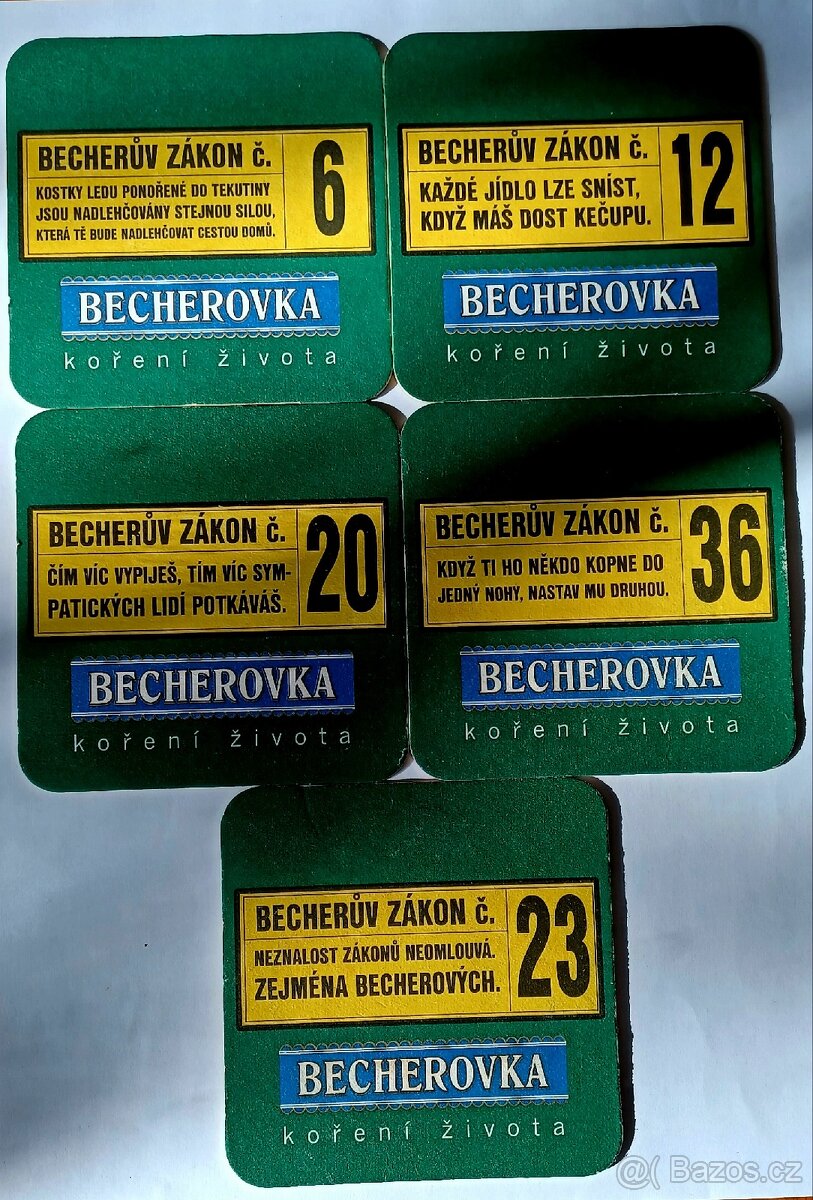 BECHERŮV ZÁKON Č.
KOSTKY LEDU PONOŘENÉ DO TEKUTINY
JSOU NADLEHČOVÁNY STEJNOU SILOU,
KTERÁ TĚ BUDE NADLEHČOVAT CESTOU DOMŮ.
6
BECHEROVKA
koření života
BECHERŮV ZÁKON Č.
KAŽDÉ JÍDLO LZE SNÍST,
KDYŽ MÁŠ DOST KEČUPU.
12
BECHEROVKA
koření života
BECHERŮV ZÁKON Č.
ČÍM VÍC VYPIJEŠ, TÍM VÍC SYM-
PATICKÝCH LIDÍ POTKÁVÁŠ.
20
BECHEROVKA
koření života
BECHERŮV ZÁKON Č.
KDYŽ TI HO NĚKDO KOPNE DO
JEDNÝ NOHY, NASTAV MU DRUHOU.
36
BECHEROVKA
koření života
BECHERŮV ZÁKON Č.
NEZNALOST ZÁKONŮ NEOMLOUVÁ.
ZEJMÉNA BECHEROVÝCH.
23
BECHEROVKA
koření života
@( Bazos.cz